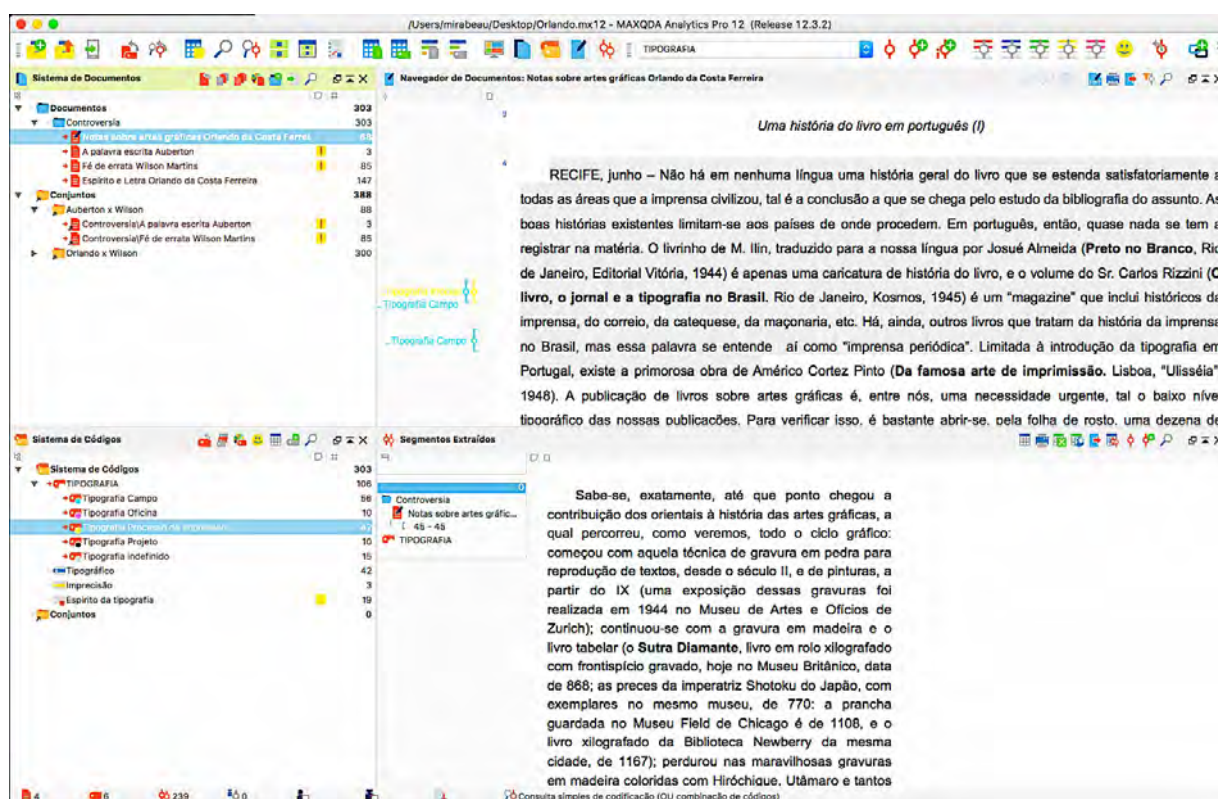 /Users/mirabeau/Desktop/Orlando.mx12 - MAXQDA Analytics Pro 12 (Release 12.3.2)
TIPOGRAFIA
Sistema de Documentos
Documentos 303
Controversia 303
Notas sobre artes gráficas Orlando da Costa Ferrei 68
A palavra escrita Auberton 3
Fé de errata Wilson Martins 85
Espirito e Letra Orlando da Costa Ferreira 147
Conjuntos 388
Auberton x Wilson 88
Controversia\A palavra escrita Auberton 3
Controversia\Fé de errata Wilson Martins 85
Orlando x Wilson 300
Navegador de Documentos: Notas sobre artes gráficas Orlando da Costa Ferreira
3
Uma história do livro em português (I)
4
RECIFE, junho – Não há em nenhuma língua uma história geral do livro que se estenda satisfatoriamente a
todas as áreas que a imprensa civilizou, tal é a conclusão a que se chega pelo estudo da bibliografia do assunto. As
boas histórias existentes limitam-se aos países de onde procedem. Em português, então, quase nada se tem a
registrar na matéria. O livrinho de M. Ilin, traduzido para a nossa língua por Josué Almeida (Preto no Branco, Rio
de Janeiro, Editorial Vitória, 1944) é apenas uma caricatura de história do livro, e o volume do Sr. Carlos Rizzini (O
livro, o jornal e a tipografia no Brasil. Rio de Janeiro, Kosmos, 1945) é um "magazine" que inclui históricos da
imprensa, do correio, da catequese, da maçonaria, etc. Há, ainda, outros livros que tratam da história da imprensa
no Brasil, mas essa palavra se entende aí como "imprensa periódica". Limitada à introdução da tipografia em
Portugal, existe a primorosa obra de Américo Cortez Pinto (Da famosa arte de imprimissão. Lisboa, "Ulisséia"
1948). A publicação de livros sobre artes gráficas é, entre nós, uma necessidade urgente, tal o baixo níve
tipográfico das nossas publicações. Para verificar isso, é bastante abrir-se, pela folha de rosto, uma dezena de
..Tipografia Campo
..Tipografia Campo
Sistema de Códigos
Sistema de Códigos 303
TIPOGRAFIA 106
Tipografia Campo 56
Tipografia Oficina 10
Tipografia
Tipografia Projeto 10
Tipografia indefinido 15
Tipográfico 42
Imprecisão 3
Espirito da tipografia 19
Conjuntos 0
Segmentos Extraídos
0
Controversia
Notas sobre artes gráfic...
45 - 45
TIPOGRAFIA
Sabe-se, exatamente, até que ponto chegou a
contribuição dos orientais à história das artes gráficas, a
qual percorreu, como veremos, todo o ciclo gráfico:
começou com aquela técnica de gravura em pedra para
reprodução de textos, desde o século II, e de pinturas, a
partir do IX (uma exposição dessas gravuras foi
realizada em 1944 no Museu de Artes e Ofícios de
Zurich); continuou-se com a gravura em madeira e o
livro tabelar (o Sutra Diamante, livro em rolo xilografado
com frontispício gravado, hoje no Museu Britânico, data
de 868; as preces da imperatriz Shotoku do Japão, com
exemplares no mesmo museu, de 770: a prancha
guardada no Museu Field de Chicago é de 1108, e o
livro xilografado da Biblioteca Newberry da mesma
cidade, de 1167); perdurou nas maravilhosas gravuras
em madeira coloridas com Hiróchique, Utâmaro e tantos
4 6 239 0
Consulta simples de codificação (OU combinação de códigos)